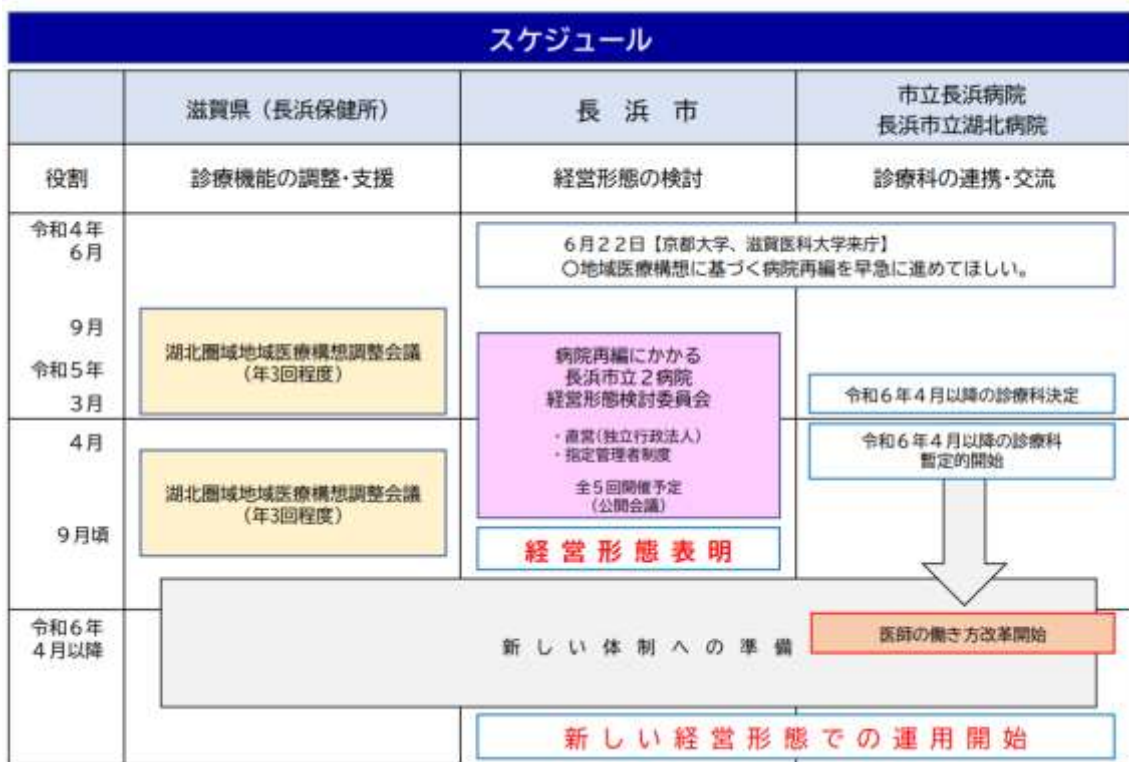 スケジュール
滋賀県（長浜保健所）
長浜市
市立長浜病院
長浜市立湖北病院
役割
診療機能の調整・支援
経営形態の検討
診療科の連携・交流
令和４年
６月
６月２２日【京都大学、滋賀医科大学来庁】
〇地域医療構想に基づく病院再編を早急に進めてほしい。
９月
令和５年
３月
湖北圏域地域医療構想調整会議
（年3回程度）
病院再編にかかる
長浜市立２病院
経営形態検討委員会
・直営（独立行政法人）
・指定管理者制度
全５回開催予定
（公開会議）
令和６年４月以降の診療科決定
４月
９月頃
湖北圏域地域医療構想調整会議
（年3回程度）
経営形態表明
令和６年４月以降の診療科
暫定的開始
令和６年
４月以降
新しい体制への準備
医師の働き方改革開始
新しい経営形態での運用開始